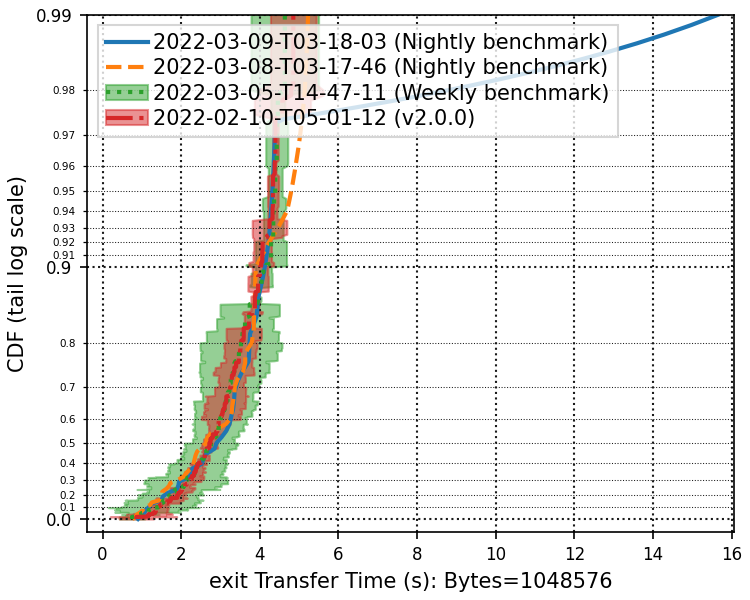 0.99
2022-03-09-T03-18-03 (Nightly benchmark)
2022-03-08-T03-17-46 (Nightly benchmark)
2022-03-05-T14-47-11 (Weekly benchmark)
2022-02-10-T05-01-12 (v2.0.0)
0.98
0.97
0.96
0.95
0.94
0.93
0.92
0.91
0.9
0.8
0.7
0.6
0.5
0.4
0.3
0.2
0.1
0.0
CDF (tail log scale)
0 2 4 6 8 10 12 14 16
exit Transfer Time (s): Bytes=1048576